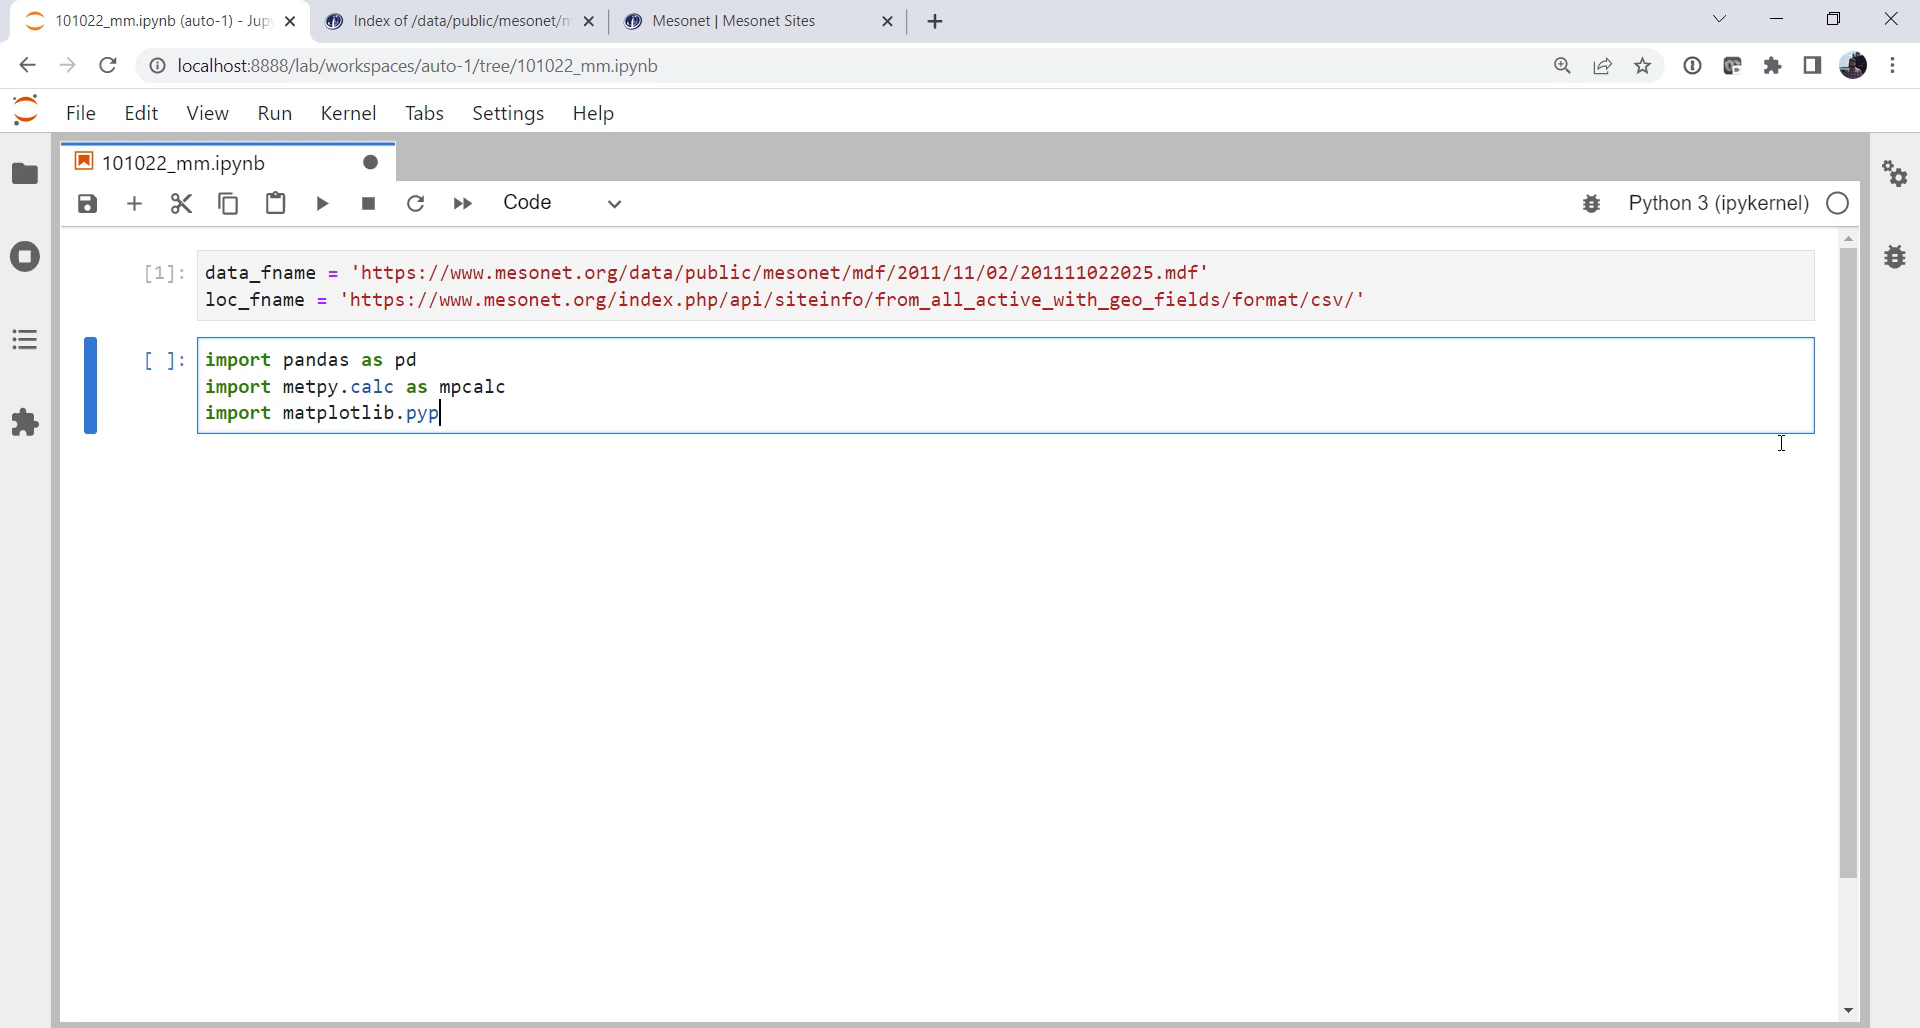 101022_mm.ipynb (auto-1) - Jup
Index of /data/public/mesonet/m
Mesonet | Mesonet Sites
localhost:8888/lab/workspaces/auto-1/tree/101022_mm.ipynb
File Edit View Run Kernel Tabs Settings Help
101022_mm.ipynb
Code
Python 3 (ipykernel)
[1]: data_fname = 'https://www.mesonet.org/data/public/mesonet/mdf/2011/11/02/201111022025.mdf'
loc_fname = 'https://www.mesonet.org/index.php/api/siteinfo/from_all_active_with_geo_fields/format/csv/'
[ ]: import pandas as pd
import metpy.calc as mpcalc
import matplotlib.pyp